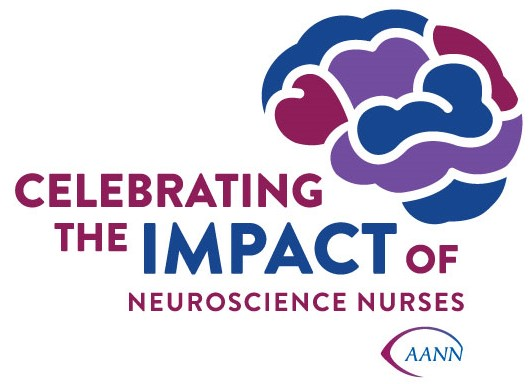 CELEBRATING
THE IMPACT OF
NEUROSCIENCE NURSES
AANN